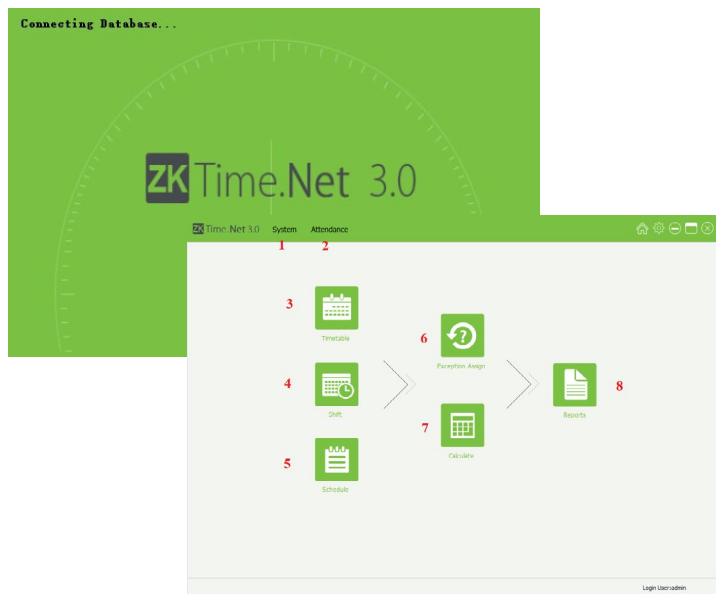 Connecting Database...
ZK Time.Net 3.0
ZK Time.Net 3.0 System Attendance
1 2
3
Timetable
4
Shift
5
Schedule
6
Exception Assign
7
Calculate
8
Reports
Login User:admin